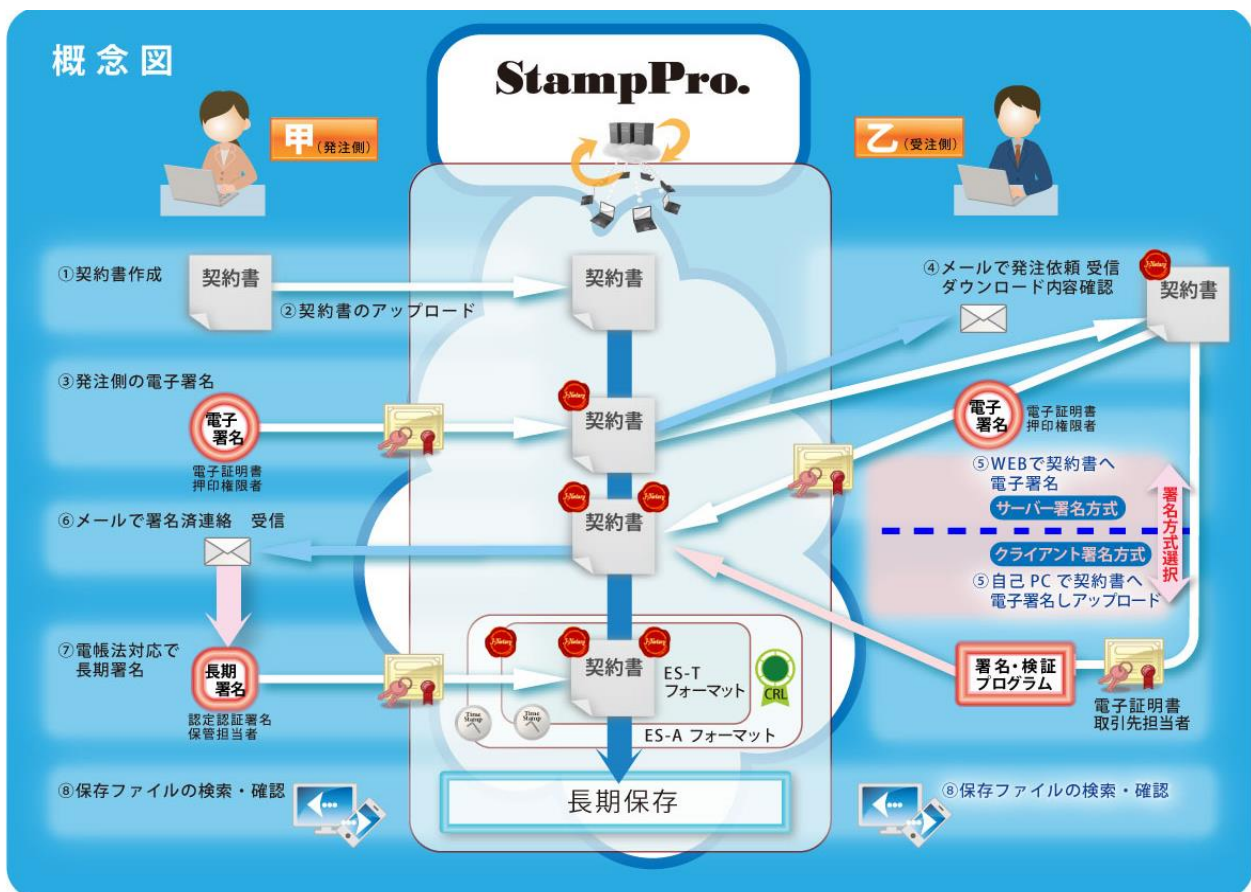 概念図
StampPro.
甲(発注側)
乙(受注側)
①契約書作成
契約書
②契約書のアップロード
契約書
④メールで発注依頼 受信
ダウンロード内容確認
契約書
③発注側の電子署名
電子
署名
電子証明書
押印権限者
契約書
電子
署名
電子証明書
押印権限者
⑤WEBで契約書へ
電子署名
サーバー署名方式
署名方式選択
クライアント署名方式
⑤自己PCで契約書へ
電子署名しアップロード
⑥メールで署名済連絡 受信
契約書
⑦電帳法対応で
長期署名
長期
署名
認定認証署名
保管担当者
契約書
ES-T
フォーマット
CRL
Time
Stamp
Time
Stamp
ES-A フォーマット
署名・検証
プログラム
電子証明書
取引先担当者
⑧保存ファイルの検索・確認
長期保存
⑧保存ファイルの検索・確認